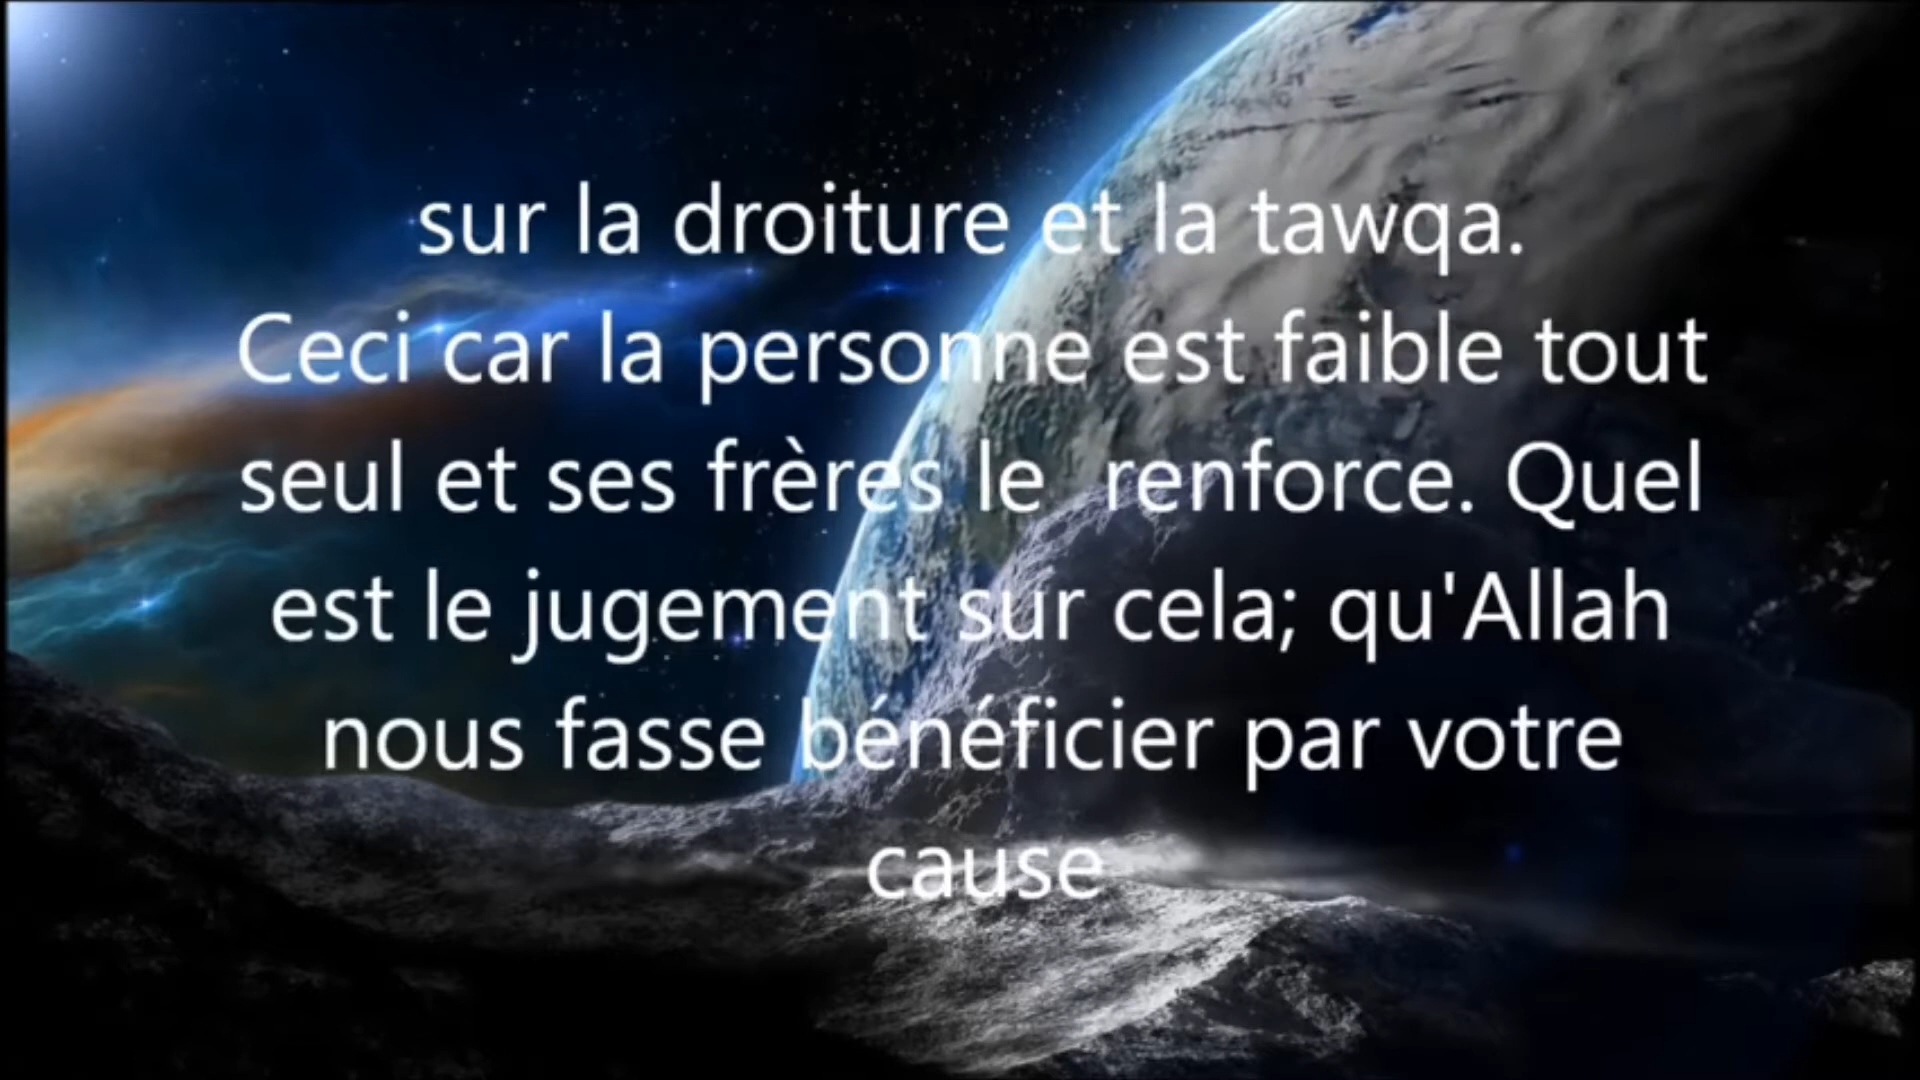 sur la droiture et la tawqa.
Ceci car la personne est faible tout
seul et ses frères le  renforce. Quel
est le jugement sur cela; qu'Allah
nous fasse bénéficier par votre
cause